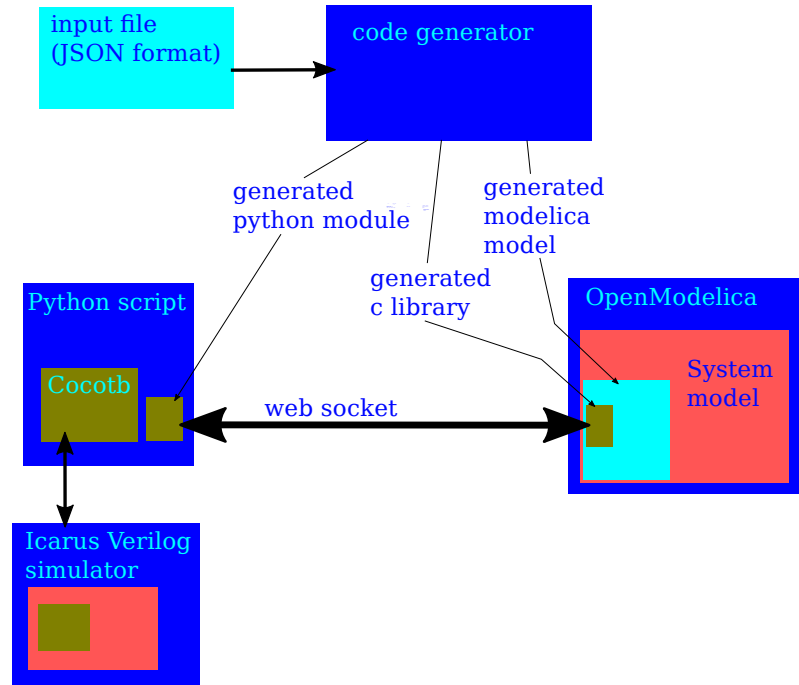 input file
(JSON format)
code generator
generated
python module
generated
modelica
model
generated
c library
Python script
OpenModelica
Cocotb
System
model
web socket
Icarus Verilog
simulator